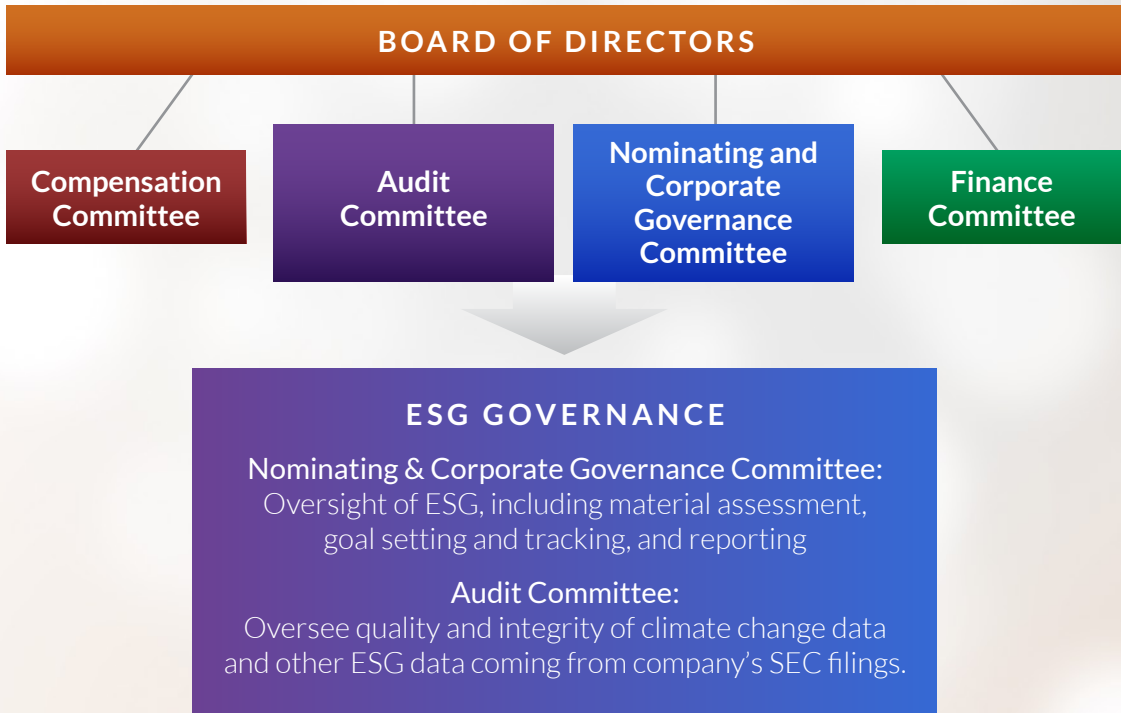 BOARD OF DIRECTORS
Compensation
Committee
Audit
Committee
Nominating and
Corporate
Governance
Committee
Finance
Committee
ESG GOVERNANCE
Nominating & Corporate Governance Committee:
Oversight of ESG, including material assessment,
goal setting and tracking, and reporting
Audit Committee:
Oversee quality and integrity of climate change data
and other ESG data coming from company’s SEC filings.